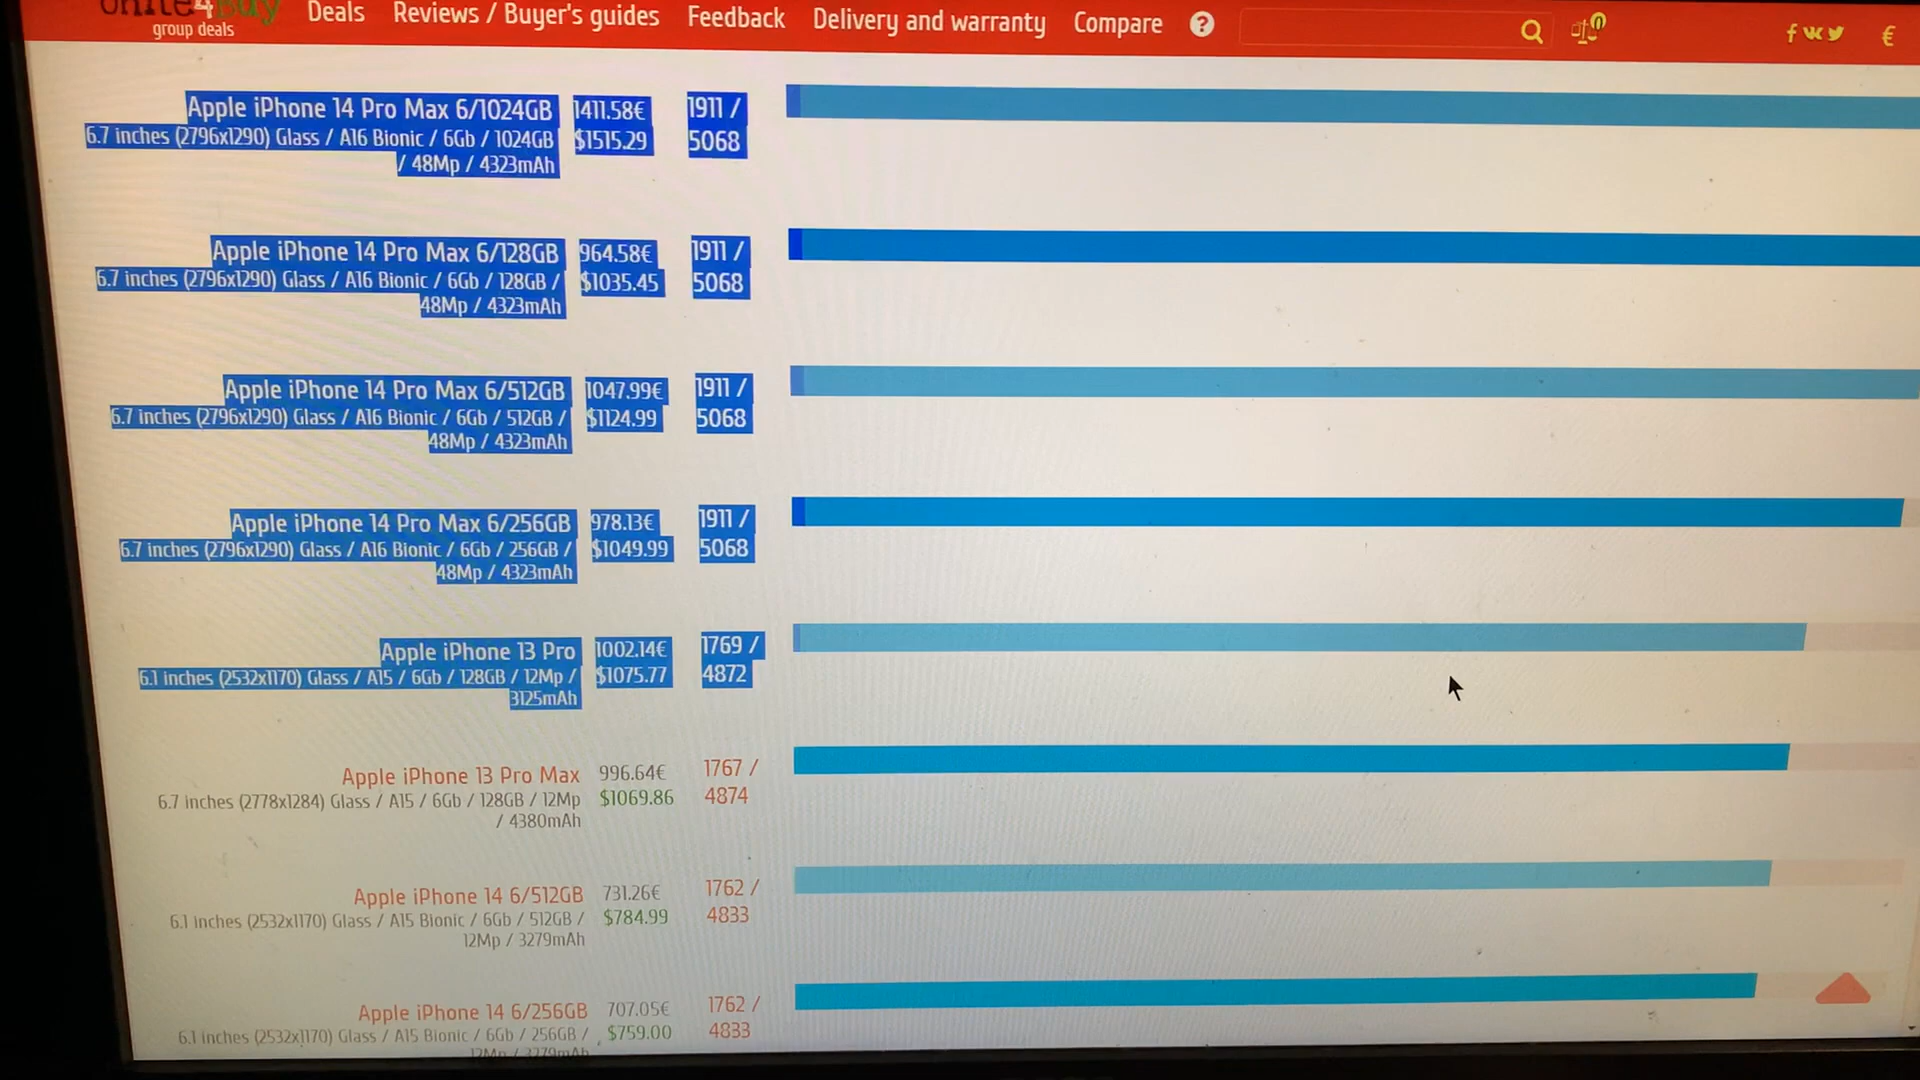 Unite4Buy
group deals
Deals
Reviews / Buyer's guides
Feedback
Delivery and warranty
Compare
?
0
€
Apple iPhone 14 Pro Max 6/1024GB
6.7 inches (2796x1290) Glass / A16 Bionic / 6Gb / 1024GB
/ 48Mp / 4323mAh
1411.58€
$1515.29
1911 /
5068
Apple iPhone 14 Pro Max 6/128GB
6.7 inches (2796x1290) Glass / A16 Bionic / 6Gb / 128GB /
48Mp / 4323mAh
964.58€
$1035.45
1911 /
5068
Apple iPhone 14 Pro Max 6/512GB
6.7 inches (2796x1290) Glass / A16 Bionic / 6Gb / 512GB /
48Mp / 4323mAh
1047.99€
$1124.99
1911 /
5068
Apple iPhone 14 Pro Max 6/256GB
6.7 inches (2796x1290) Glass / A16 Bionic / 6Gb / 256GB /
48Mp / 4323mAh
978.13€
$1049.99
1911 /
5068
Apple iPhone 13 Pro
6.1 inches (2532x1170) Glass / A15 / 6Gb / 128GB / 12Mp /
3125mAh
1002.14€
$1075.77
1769 /
4872
Apple iPhone 13 Pro Max
6.7 inches (2778x1284) Glass / A15 / 6Gb / 128GB / 12Mp
/ 4380mAh
996.64€
$1069.86
1767 /
4874
Apple iPhone 14 6/512GB
6.1 inches (2532x1170) Glass / A15 Bionic / 6Gb / 512GB /
12Mp / 3279mAh
731.26€
$784.99
1762 /
4833
Apple iPhone 14 6/256GB
6.1 inches (2532x1170) Glass / A15 Bionic / 6Gb / 256GB /
12Mp / 3279mAh
707.05€
$759.00
1762 /
4833